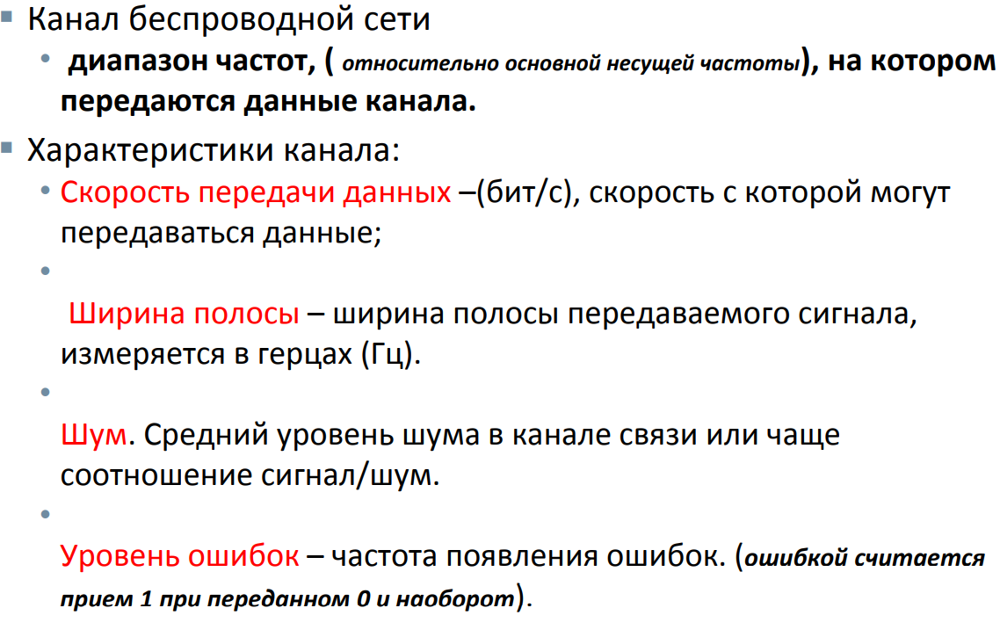 Канал беспроводной сети
диапазон частот, ( относительно основной несущей частоты), на котором
передаются данные канала.
Характеристики канала:
Скорость передачи данных –(бит/с), скорость с которой могут
передаваться данные;
Ширина полосы – ширина полосы передаваемого сигнала,
измеряется в герцах (Гц).
Шум. Средний уровень шума в канале связи или чаще
соотношение сигнал/шум.
Уровень ошибок – частота появления ошибок. (ошибкой считается
прием 1 при переданном 0 и наоборот).